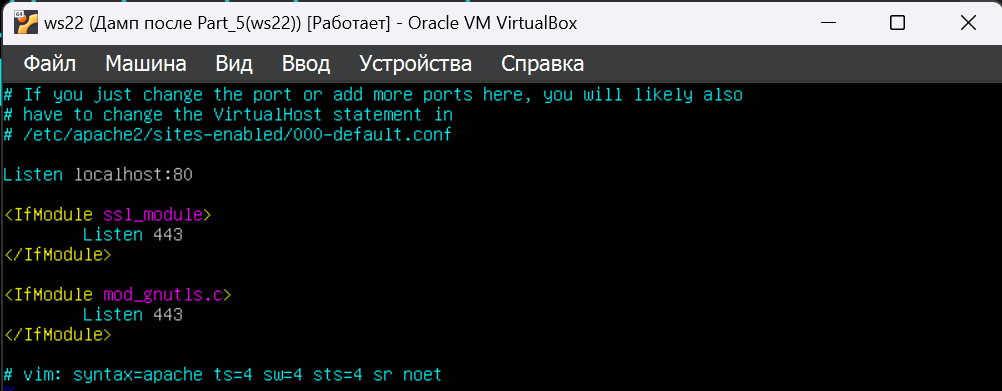 ws22 (Дамп после Part_5(ws22)) [Работает] - Oracle VM VirtualBox
Файл Машина Вид Ввод Устройства Справка
# If you just change the port or add more ports here, you will likely also
# have to change the VirtualHost statement in
# /etc/apache2/sites-enabled/000-default.conf
Listen localhost:80
<IfModule ssl_module>
Listen 443
</IfModule>
<IfModule mod_gnutls.c>
Listen 443
</IfModule>
# vim: syntax=apache ts=4 sw=4 sts=4 sr noet